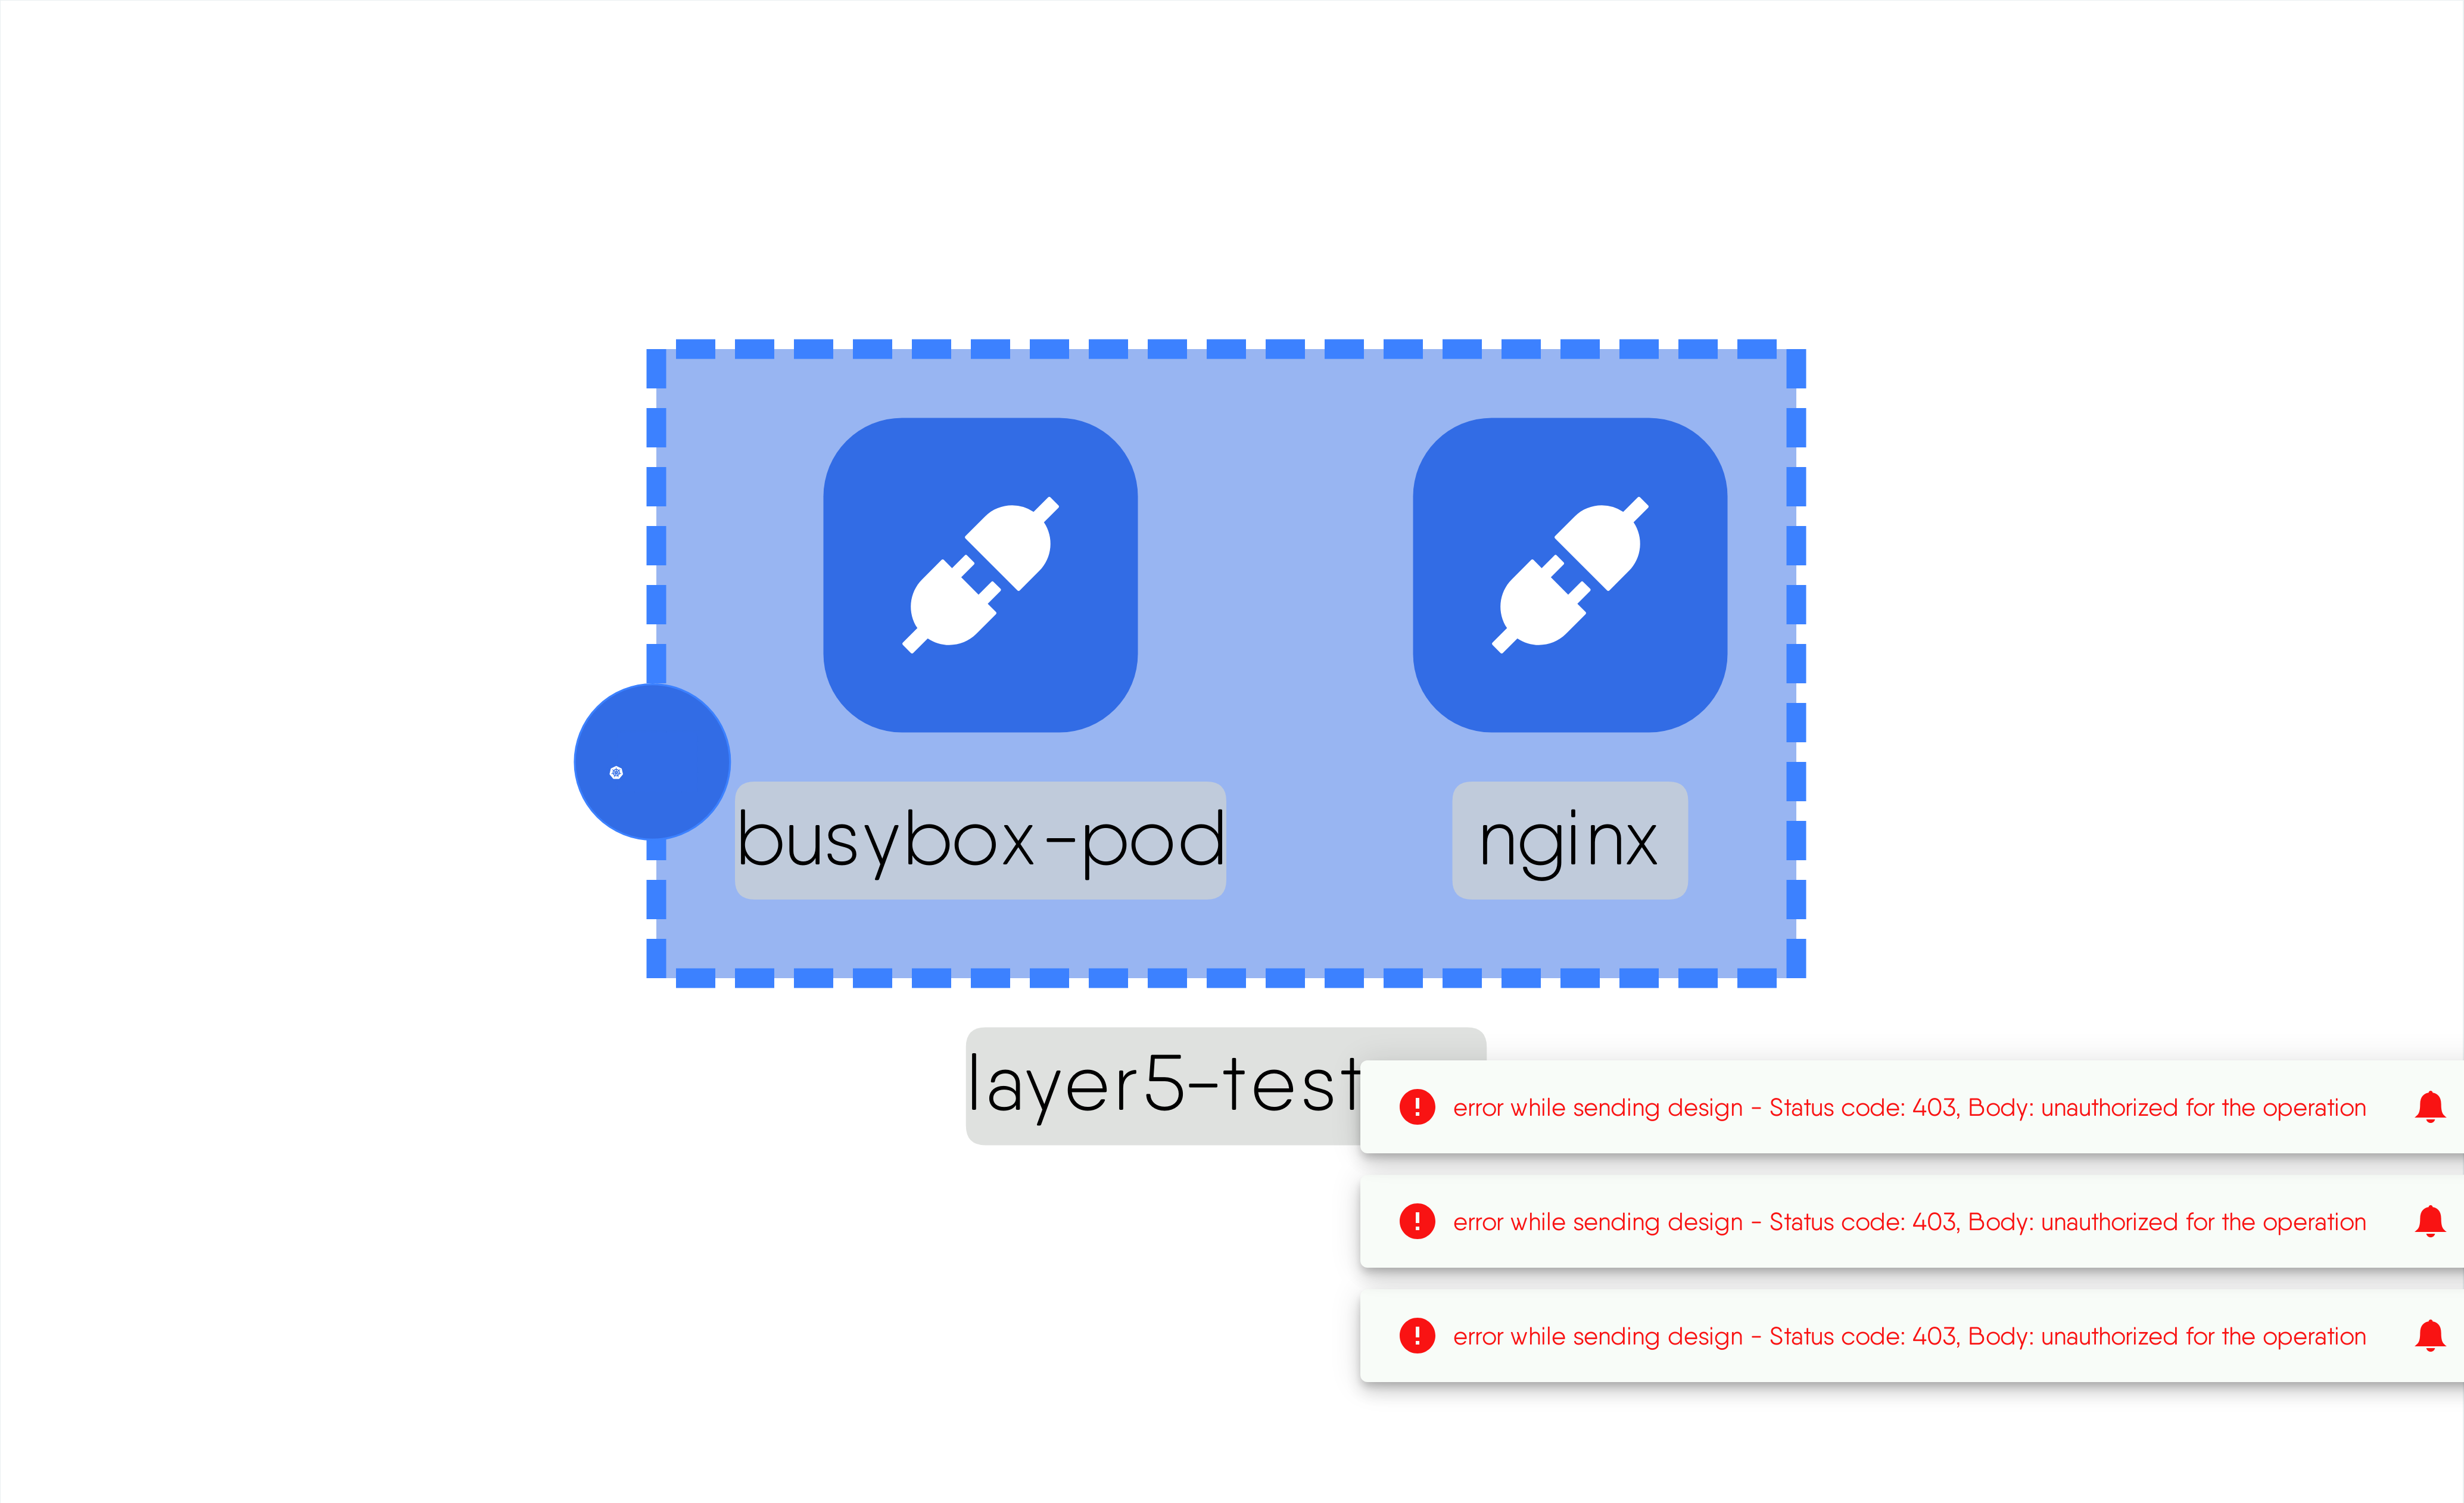 busybox-pod
nginx
layer5-test
error while sending design - Status code: 403, Body: unauthorized for the operation
error while sending design - Status code: 403, Body: unauthorized for the operation
error while sending design - Status code: 403, Body: unauthorized for the operation